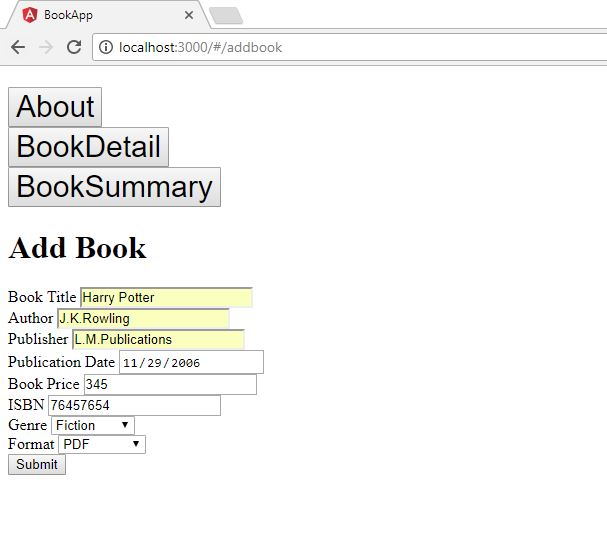 BookApp
localhost:3000/#/addbook
About
BookDetail
BookSummary
Add Book
Book Title Harry Potter
Author J.K.Rowling
Publisher L.M.Publications
Publication Date 11/29/2006
Book Price 345
ISBN 76457654
Genre Fiction
Format PDF
Submit